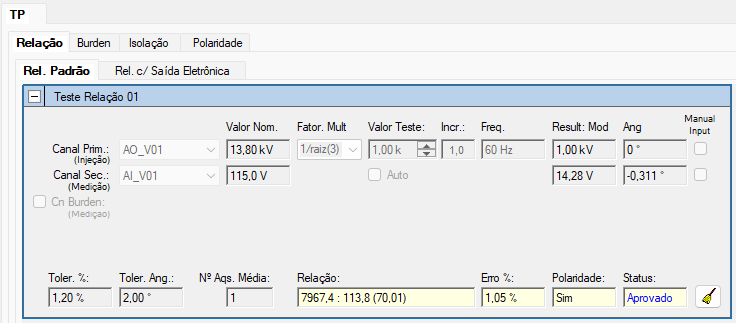 TP
Relação Burden Isolação Polaridade
Rel. Padrão Rel. c/ Saída Eletrônica
Teste Relação 01
Valor Nom. Fator. Mult Valor Teste: Incr.: Freq. Result: Mod Ang Manual Input
Canal Prim.: AO_V01 13,80 kV 1/raiz(3) 1,00 k 1,0 60 Hz 1,00 kV 0 °
(Injeção)
Canal Sec.: AI_V01 115,0 V Auto 14,28 V -0,311 °
(Medição)
Cn Burden:
(Medição)
Toler. %: Toler. Ang.: Nº Aqs. Média: Relação: Erro %: Polaridade: Status:
1,20 % 2,00 ° 1 7967,4 : 113,8 (70,01) 1,05 % Sim Aprovado